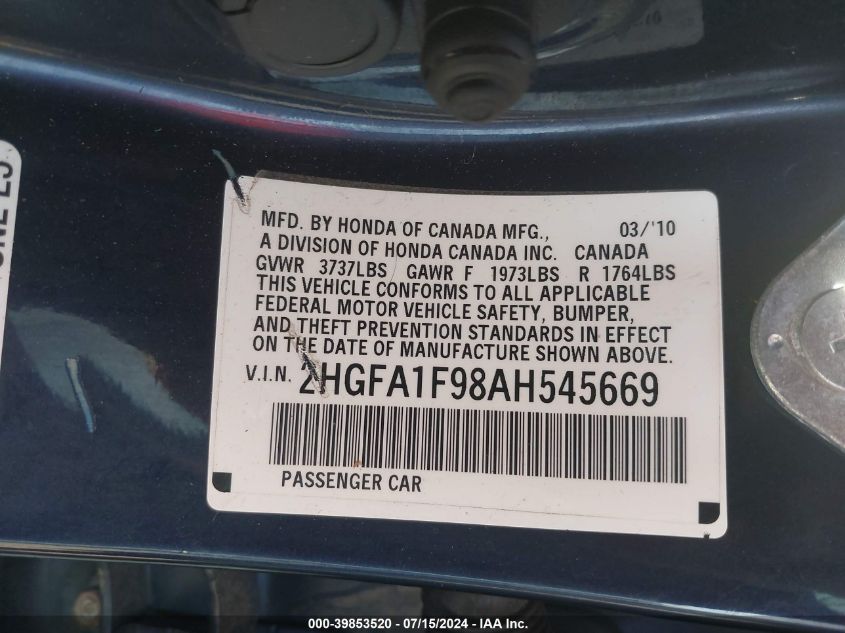 MFD. BY HONDA OF CANADA MFG., 03/'10
A DIVISION OF HONDA CANADA INC. CANADA
GVWR 3737LBS GAWR F 1973LBS R 1764LBS
THIS VEHICLE CONFORMS TO ALL APPLICABLE
FEDERAL MOTOR VEHICLE SAFETY, BUMPER,
AND THEFT PREVENTION STANDARDS IN EFFECT
ON THE DATE OF MANUFACTURE SHOWN ABOVE.
V.I.N. 2HGFA1F98AH545669
PASSENGER CAR
000-39853520 / 07/15/2024 / IAAI.COM